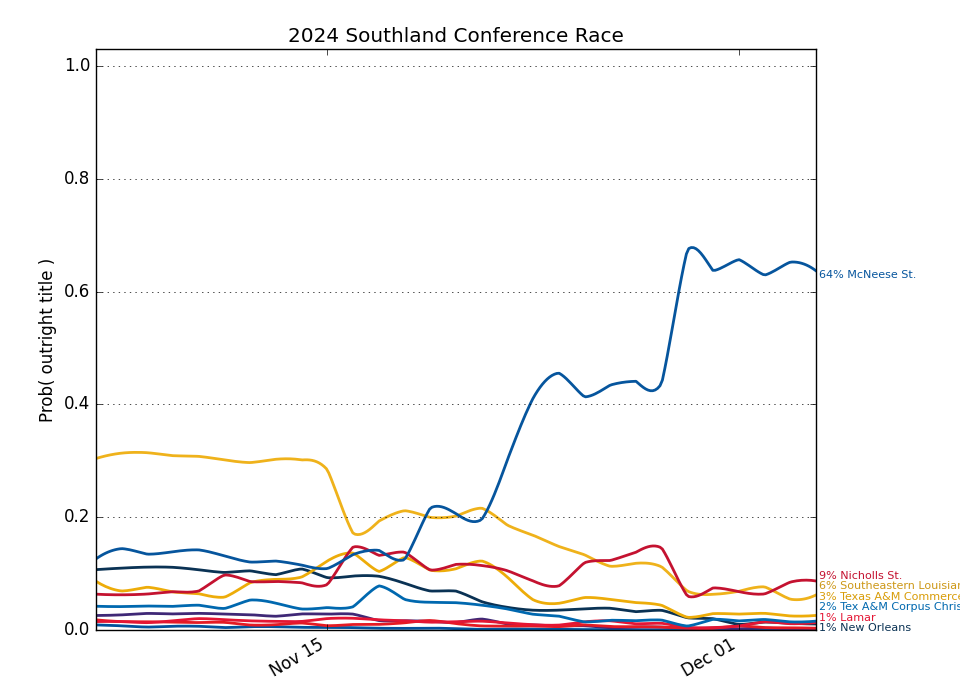 2024 Southland Conference Race
Prob( outright title )
1.0
0.8
0.6
0.4
0.2
0.0
Nov 15
Dec 01
64% McNeese St.
9% Nicholls St.
6% Southeastern Louisian
3% Texas A&M Commerce
2% Tex A&M Corpus Chris
1% Lamar
1% New Orleans